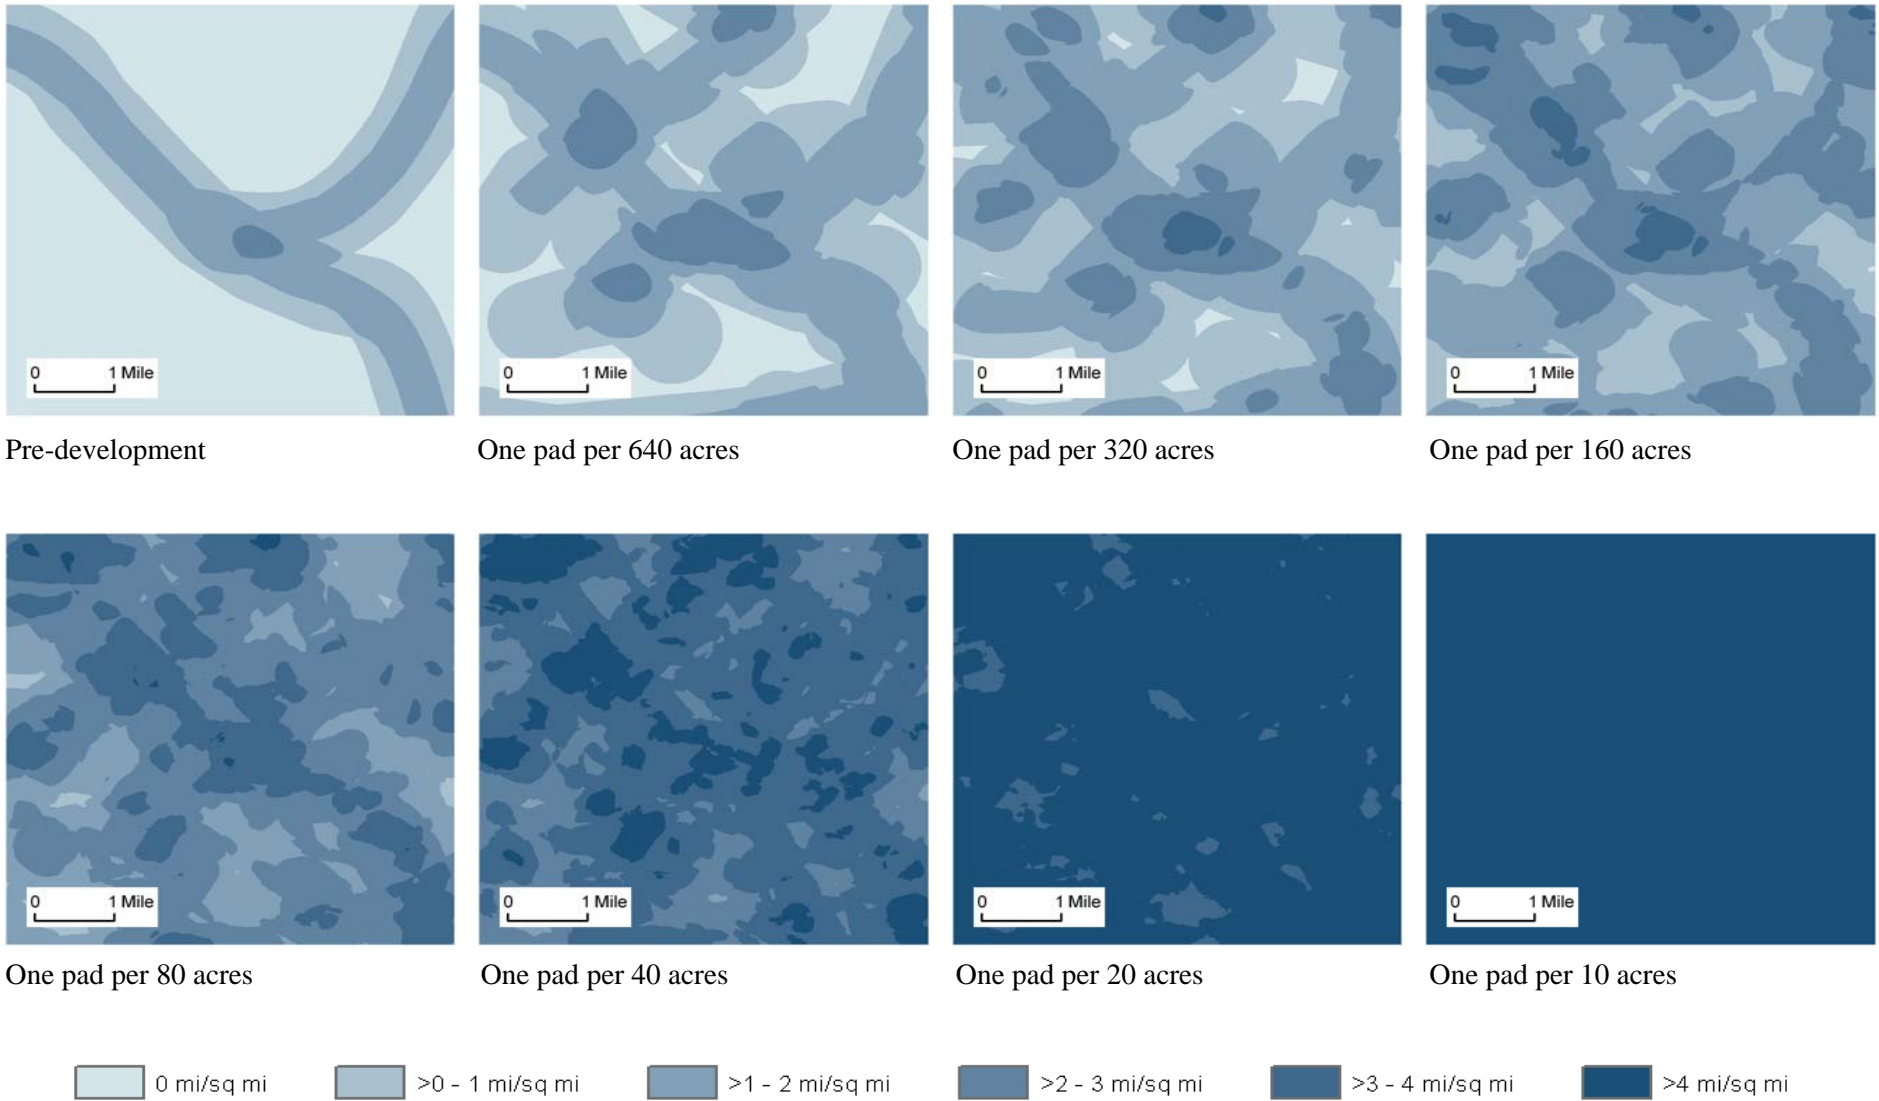 0 1 Mile
0 1 Mile
0 1 Mile
0 1 Mile
Pre-development
One pad per 640 acres
One pad per 320 acres
One pad per 160 acres
0 1 Mile
0 1 Mile
0 1 Mile
0 1 Mile
One pad per 80 acres
One pad per 40 acres
One pad per 20 acres
One pad per 10 acres
0 mi/sq mi
>0 - 1 mi/sq mi
>1 - 2 mi/sq mi
>2 - 3 mi/sq mi
>3 - 4 mi/sq mi
>4 mi/sq mi